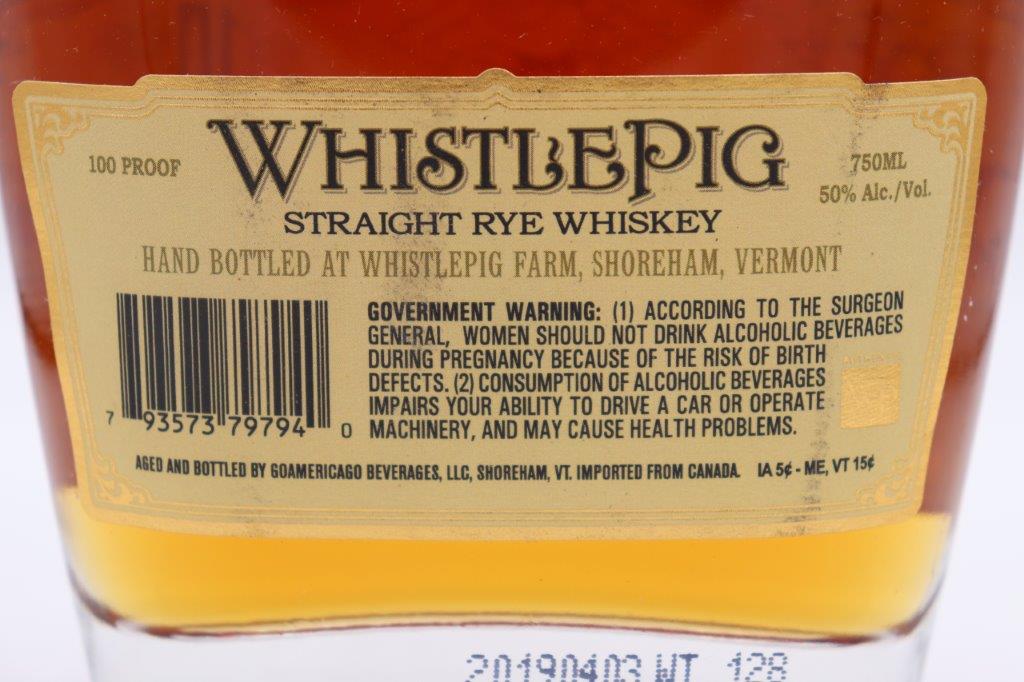 100 PROOF
WHISTLEPIG
750ML
50% Alc./Vol.
STRAIGHT RYE WHISKEY
HAND BOTTLED AT WHISTLEPIG FARM, SHOREHAM, VERMONT
GOVERNMENT WARNING: (1) ACCORDING TO THE SURGEON
GENERAL, WOMEN SHOULD NOT DRINK ALCOHOLIC BEVERAGES
DURING PREGNANCY BECAUSE OF THE RISK OF BIRTH
DEFECTS. (2) CONSUMPTION OF ALCOHOLIC BEVERAGES
IMPAIRS YOUR ABILITY TO DRIVE A CAR OR OPERATE
MACHINERY, AND MAY CAUSE HEALTH PROBLEMS.
7 93573 79794 0
AGED AND BOTTLED BY GOAMERICAGO BEVERAGES, LLC, SHOREHAM, VT. IMPORTED FROM CANADA. IA 5¢ - ME, VT 15¢
20190403 WT 128